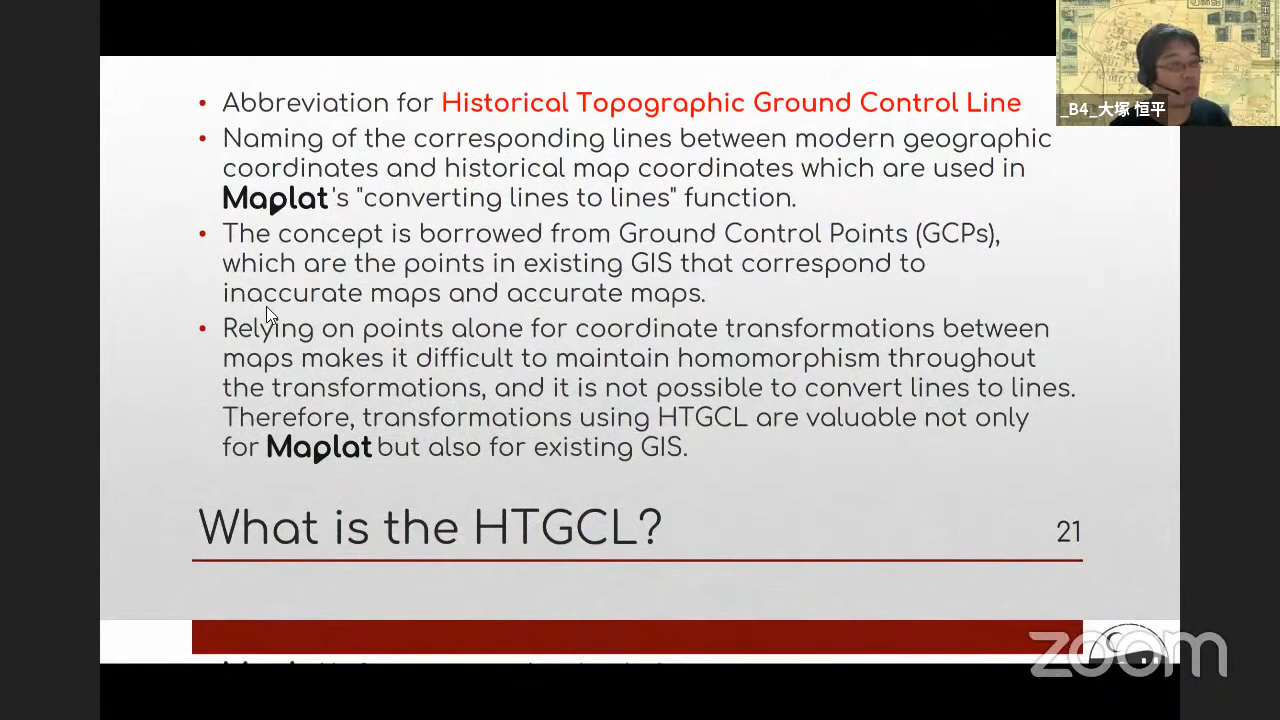 • Abbreviation for Historical Topographic Ground Control Line
• Naming of the corresponding lines between modern geographic
coordinates and historical map coordinates which are used in
Maplat's "converting lines to lines" function.
• The concept is borrowed from Ground Control Points (GCPs),
which are the points in existing GIS that correspond to
inaccurate maps and accurate maps.
• Relying on points alone for coordinate transformations between
maps makes it difficult to maintain homomorphism throughout
the transformations, and it is not possible to convert lines to lines.
Therefore, transformations using HTGCL are valuable not only
for Maplat but also for existing GIS.
What is the HTGCL?
21
_B4_大塚 恒平
zoom